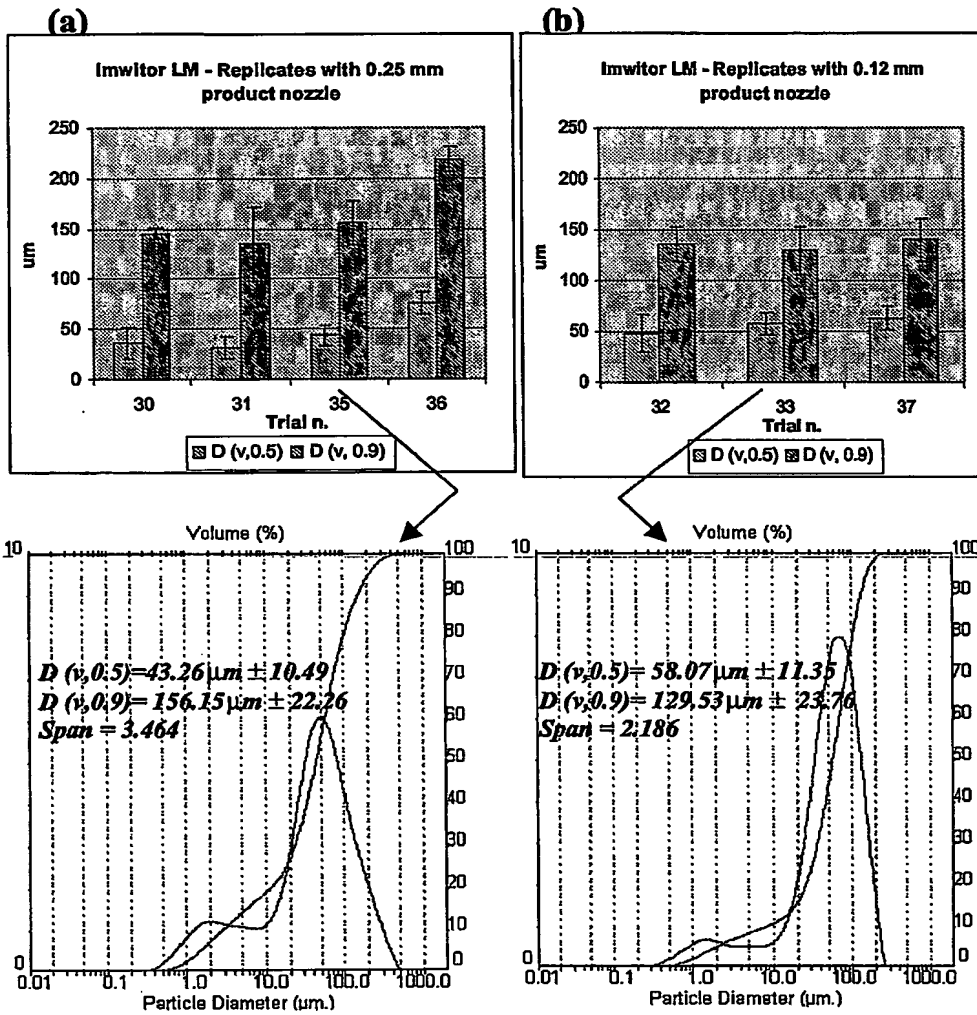 (a)
Imwitor LM - Replicates with 0.25 mm
product nozzle
250
200
150
100
50
0
um
30 31 35 36
Trial n.
D (v,0.5) D (v, 0.9)
(b)
Imwitor LM - Replicates with 0.12 mm
product nozzle
250
200
150
100
50
0
um
32 33 37
Trial n.
D (v,0.5) D (v, 0.9)
Volume (%)
10
100
90
80
70
60
50
40
30
20
10
0
0
D (v,0.5)=43.26 µm ± 10.49
D (v,0.9)= 156.15 µm ± 22.26
Span = 3.464
0.01 0.1 1.0 10.0 100.0 1000.0
Particle Diameter (µm.)
Volume (%)
10
100
90
80
70
60
50
40
30
20
10
0
0
D (v,0.5)= 58.07 µm ± 11.35
D (v,0.9)= 129.53 µm ± 23.76
Span = 2.186
0.01 0.1 1.0 10.0 100.0 1000.0
Particle Diameter (µm.)